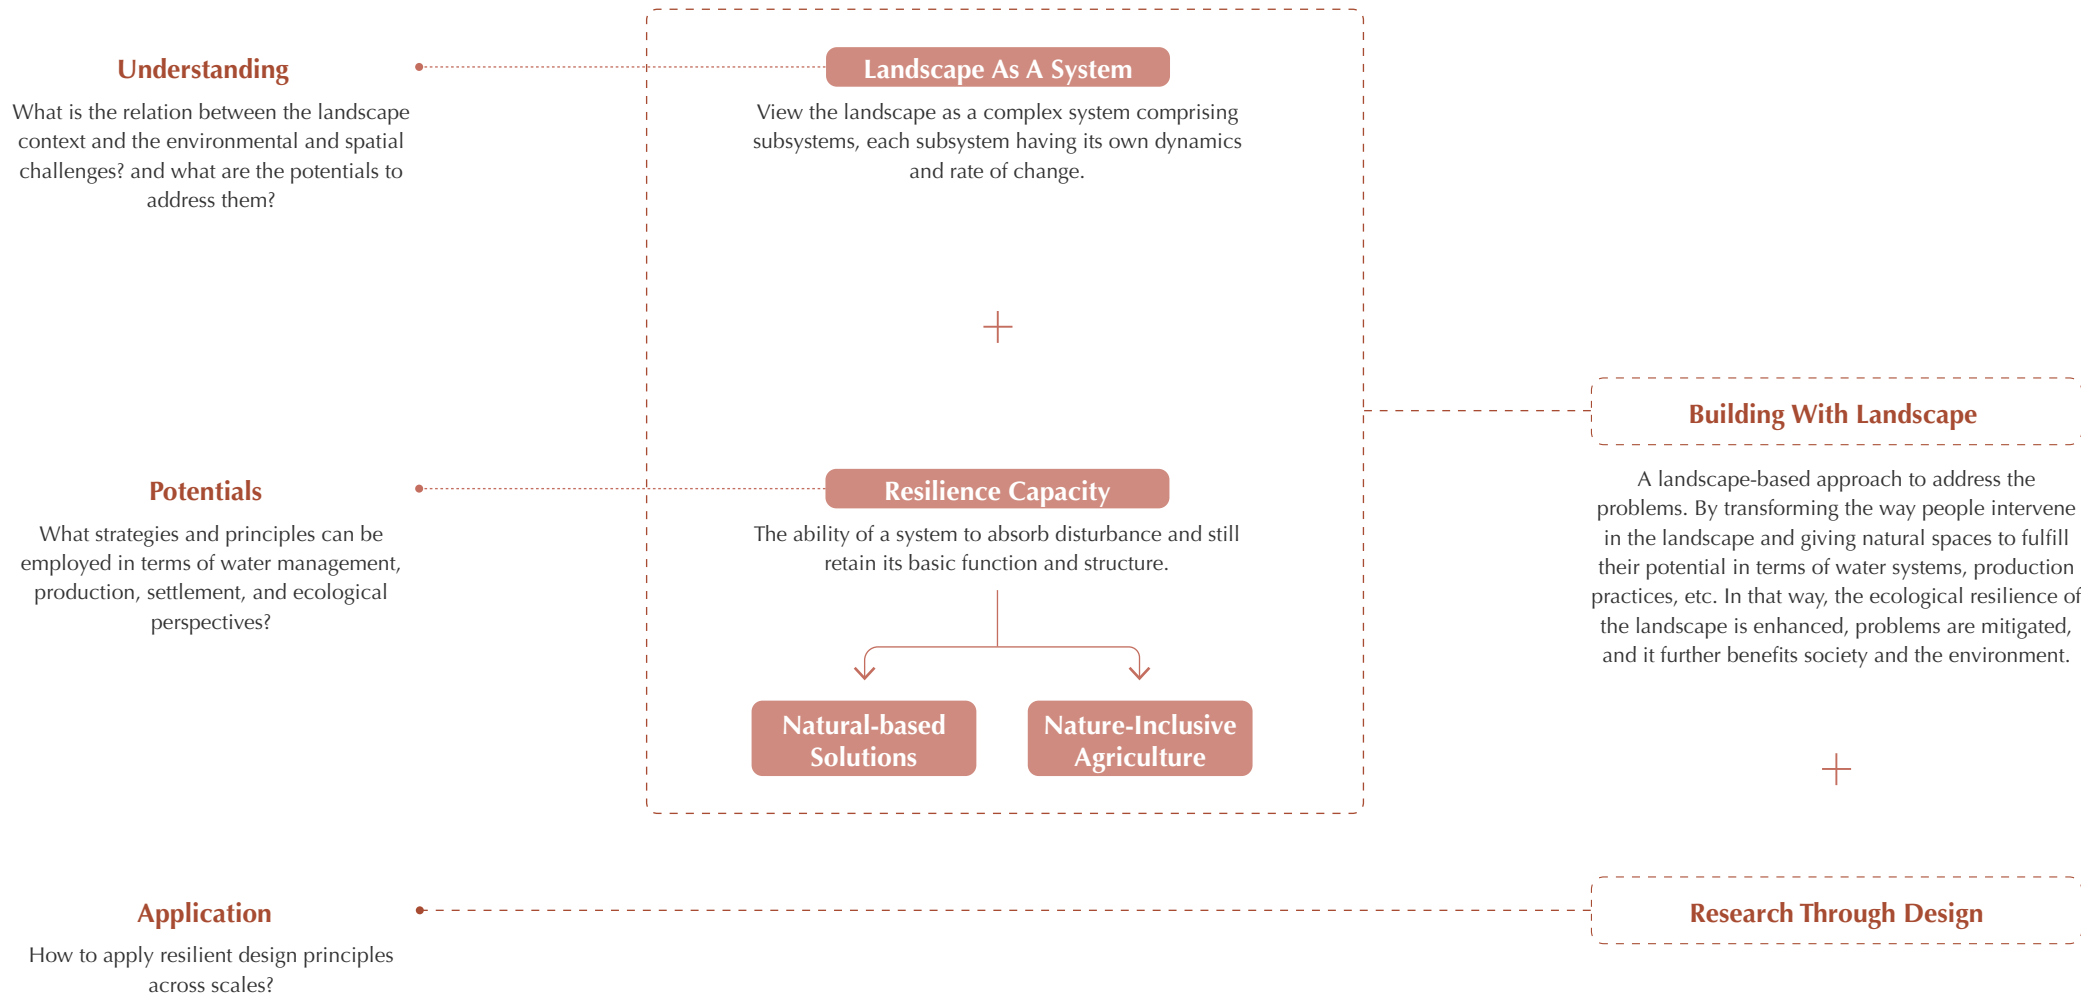 Understanding
What is the relation between the landscape
context and the environmental and spatial
challenges? and what are the potentials to
address them?
Landscape As A System
View the landscape as a complex system comprising
subsystems, each subsystem having its own dynamics
and rate of change.
Potentials
What strategies and principles can be
employed in terms of water management,
production, settlement, and ecological
perspectives?
Resilience Capacity
The ability of a system to absorb disturbance and still
retain its basic function and structure.
Natural-based
Solutions
Nature-Inclusive
Agriculture
Building With Landscape
A landscape-based approach to address the
problems. By transforming the way people intervene
in the landscape and giving natural spaces to fulfill
their potential in terms of water systems, production
practices, etc. In that way, the ecological resilience of
the landscape is enhanced, problems are mitigated,
and it further benefits society and the environment.
Application
How to apply resilient design principles
across scales?
Research Through Design